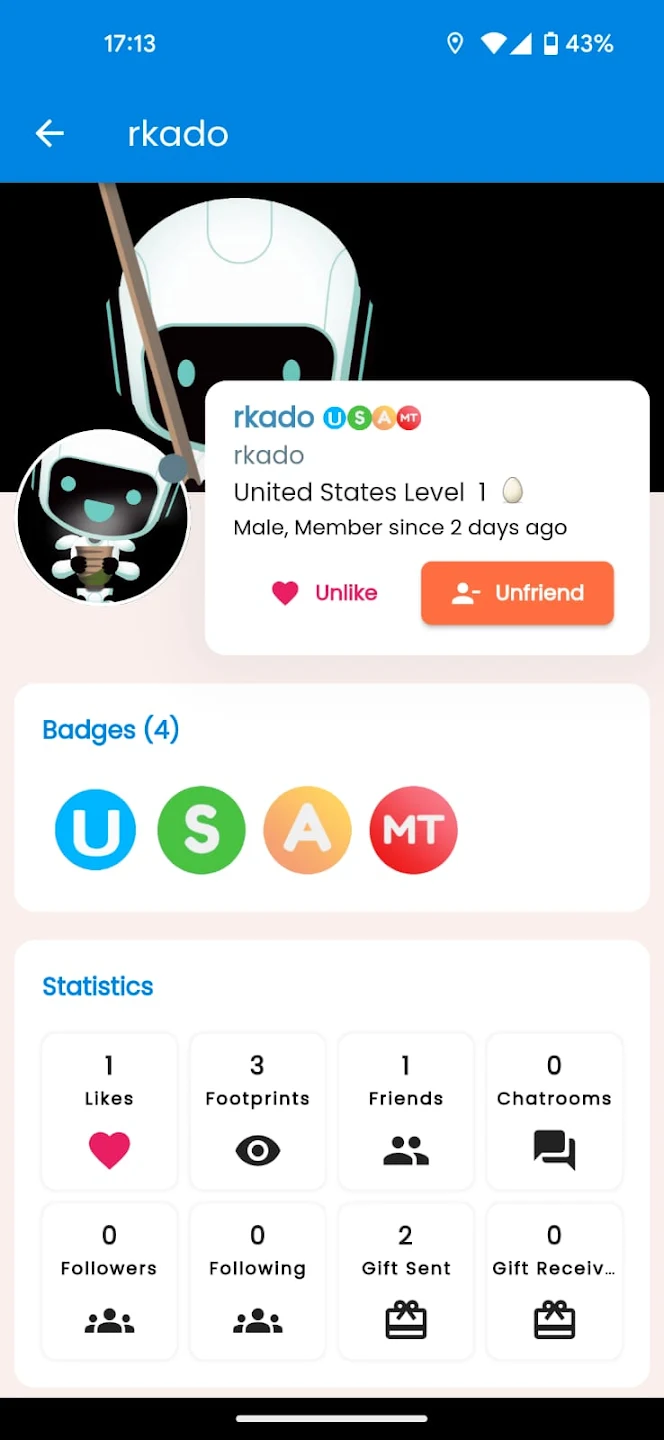 17:13
43%
rkado
rkado U S A MT
rkado
United States Level 1
Male, Member since 2 days ago
Unlike
Unfriend
Badges (4)
U S A MT
Statistics
1 3 1 0
Likes Footprints Friends Chatrooms
0 0 2 0
Followers Following Gift Sent Gift Receiv...